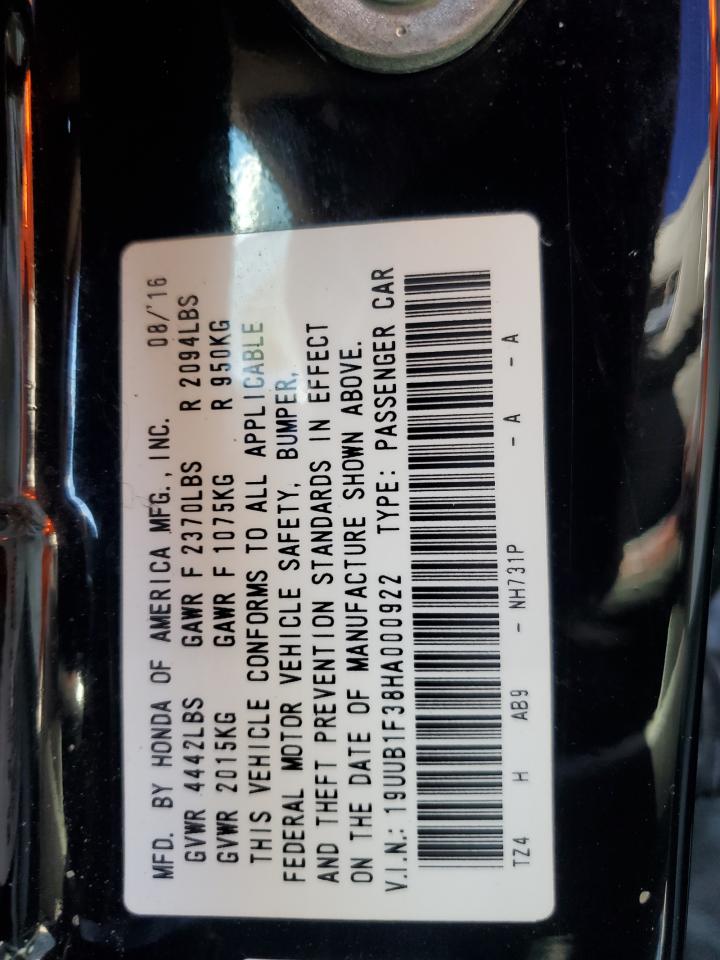 MFD. BY HONDA OF AMERICA MFG., INC. 08/'16
GVWR 4442LBS GAWR F 2370LBS R 2094LBS
GVWR 2015KG GAWR F 1075KG R 950KG
THIS VEHICLE CONFORMS TO ALL APPLICABLE
FEDERAL MOTOR VEHICLE SAFETY, BUMPER,
AND THEFT PREVENTION STANDARDS IN EFFECT
ON THE DATE OF MANUFACTURE SHOWN ABOVE.
V.I.N.: 19UUB1F38HA000922 TYPE: PASSENGER CAR
TZ4 H AB9 - NH731P - A - A